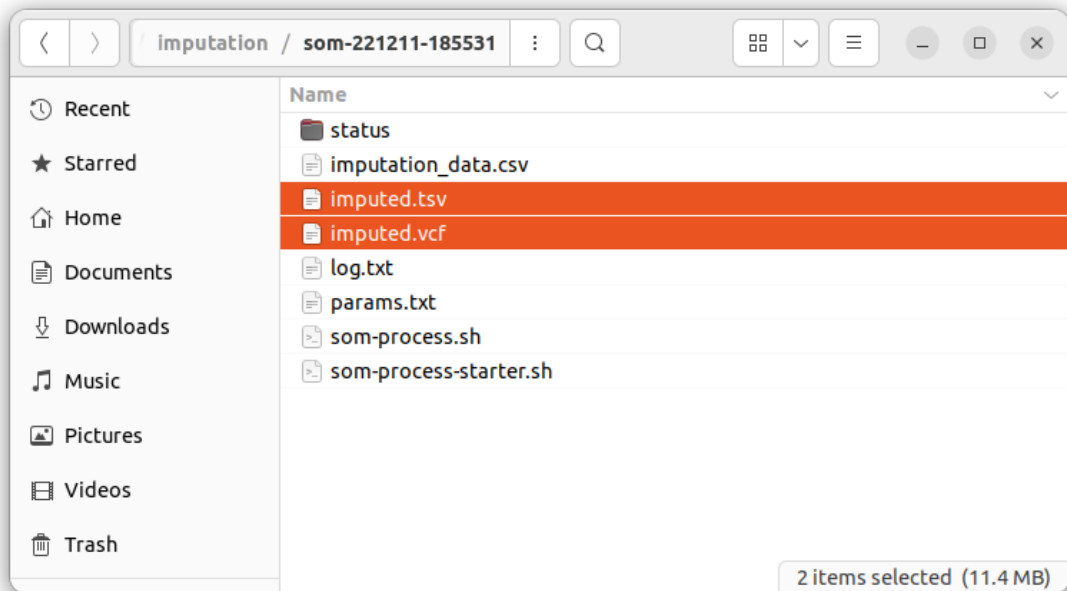 imputation / som-221211-185531
Name
Recent
Starred
Home
Documents
Downloads
Music
Pictures
Videos
Trash
status
imputation_data.csv
imputed.tsv
imputed.vcf
log.txt
params.txt
som-process.sh
som-process-starter.sh
2 items selected (11.4 MB)